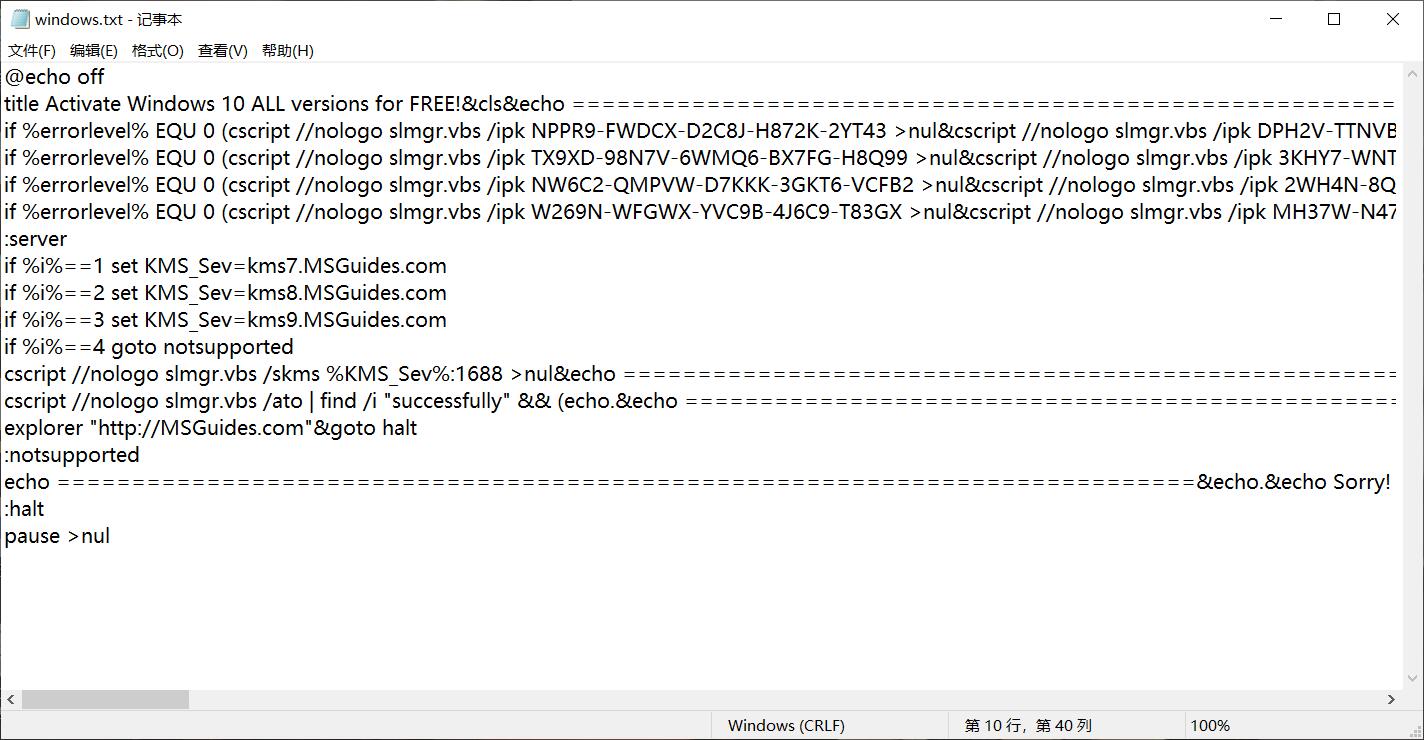 windows.txt - 记事本
文件(F) 编辑(E) 格式(O) 查看(V) 帮助(H)
@echo off
title Activate Windows 10 ALL versions for FREE!&cls&echo =======================================================
if %errorlevel% EQU 0 (cscript //nologo slmgr.vbs /ipk NPPR9-FWDCX-D2C8J-H872K-2YT43 >nul&cscript //nologo slmgr.vbs /ipk DPH2V-TTNVB
if %errorlevel% EQU 0 (cscript //nologo slmgr.vbs /ipk TX9XD-98N7V-6WMQ6-BX7FG-H8Q99 >nul&cscript //nologo slmgr.vbs /ipk 3KHY7-WNT
if %errorlevel% EQU 0 (cscript //nologo slmgr.vbs /ipk NW6C2-QMPVW-D7KKK-3GKT6-VCFB2 >nul&cscript //nologo slmgr.vbs /ipk 2WH4N-8Q
if %errorlevel% EQU 0 (cscript //nologo slmgr.vbs /ipk W269N-WFGWX-YVC9B-4J6C9-T83GX >nul&cscript //nologo slmgr.vbs /ipk MH37W-N47
:server
if %i%==1 set KMS_Sev=kms7.MSGuides.com
if %i%==2 set KMS_Sev=kms8.MSGuides.com
if %i%==3 set KMS_Sev=kms9.MSGuides.com
if %i%==4 goto notsupported
cscript //nologo slmgr.vbs /skms %KMS_Sev%:1688 >nul&echo ====================================================
cscript //nologo slmgr.vbs /ato | find /i "successfully" && (echo.&echo ================================================
explorer "http://MSGuides.com"&goto halt
:notsupported
echo ============================================================================&echo.&echo Sorry!
:halt
pause >nul
Windows (CRLF) 第 10 行，第 40 列 100%